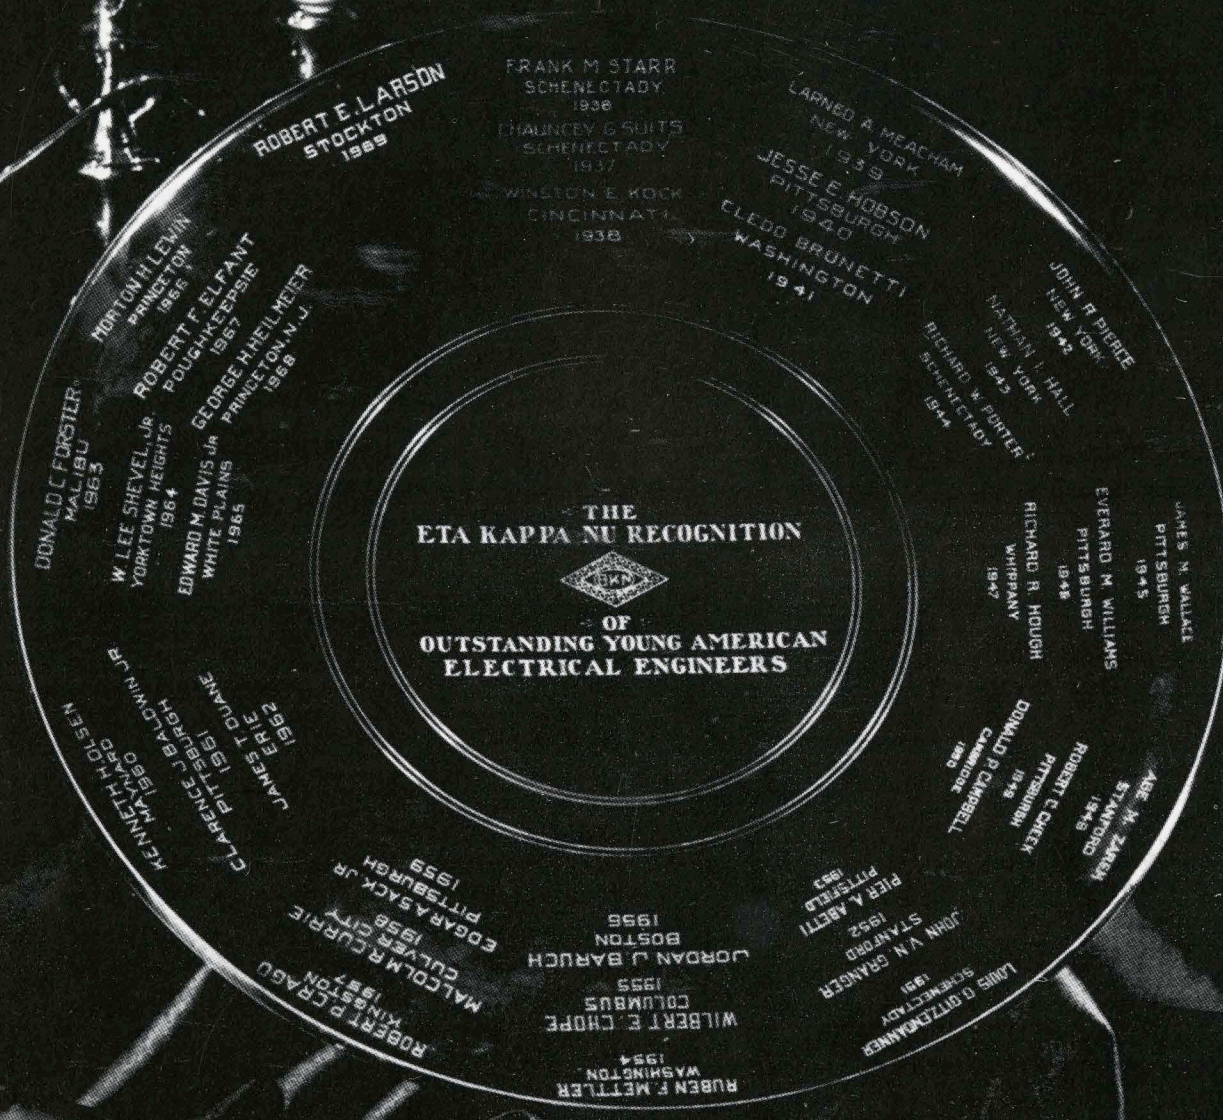 THE
ETA KAPPA NU RECOGNITION
OF
OUTSTANDING YOUNG AMERICAN
ELECTRICAL ENGINEERS
FRANK M STARR
SCHENECTADY
1936
CHAUNCEY G SUITS
SCHENECTADY
1937
WINSTON E. KOCK
CINCINNATI
1938
LARNED A. MEACHAM
NEW YORK
1939
JESSE E. HOBSON
PITTSBURGH
1940
CLEDO BRUNETTI
WASHINGTON
1941
JOHN R PIERCE
NEW YORK
1942
NATHAN I. HALL
NEW YORK
1943
RICHARD W. PORTER
SCHENECTADY
1944
JAMES M. WALLACE
PITTSBURGH
1945
EVERARD M. WILLIAMS
PITTSBURGH
1946
RICHARD R. HOUGH
WHIPPANY
1947
ABE M. ZAREM
STANFORD
1948
ROBERT C CHEEK
PITTSBURGH
1949
DONALD P. CAMPBELL
CAMBRIDGE
1950
LOUIS G. GITZENDANNER
SCHENECTADY
1951
JOHN V. N. GRANGER
STANFORD
1952
PIER A. ABETTI
PITTSFIELD
1953
RUBEN F. METTLER
WASHINGTON
1954
WILBERT E. CHOPE
COLUMBUS
1955
JORDAN J BARUCH
BOSTON
1956
ROBERT P. CRAGO
KINGSTON
1957
MALCOLM R. CURRIE
CULVER CITY
1958
EDGAR A SACK JR
PITTSBURGH
1959
KENNETH H. OLSEN
MAYNARD
1960
CLARENCE J. BALDWIN JR
PITTSBURGH
1961
JAMES T. DUANE
ERIE
1962
DONALD C FORSTER
MALIBU
1963
W LEE SHEVEL, JR
YORKTOWN HEIGHTS
1964
EDWARD M DAVIS JR
WHITE PLAINS
1965
MORTON H LEWIN
PRINCETON
1966
ROBERT F. ELFANT
POUGHKEEPSIE
1967
GEORGE H. HEILMEIER
PRINCETON, N. J.
1968
ROBERT E. LARSON
STOCKTON
1969